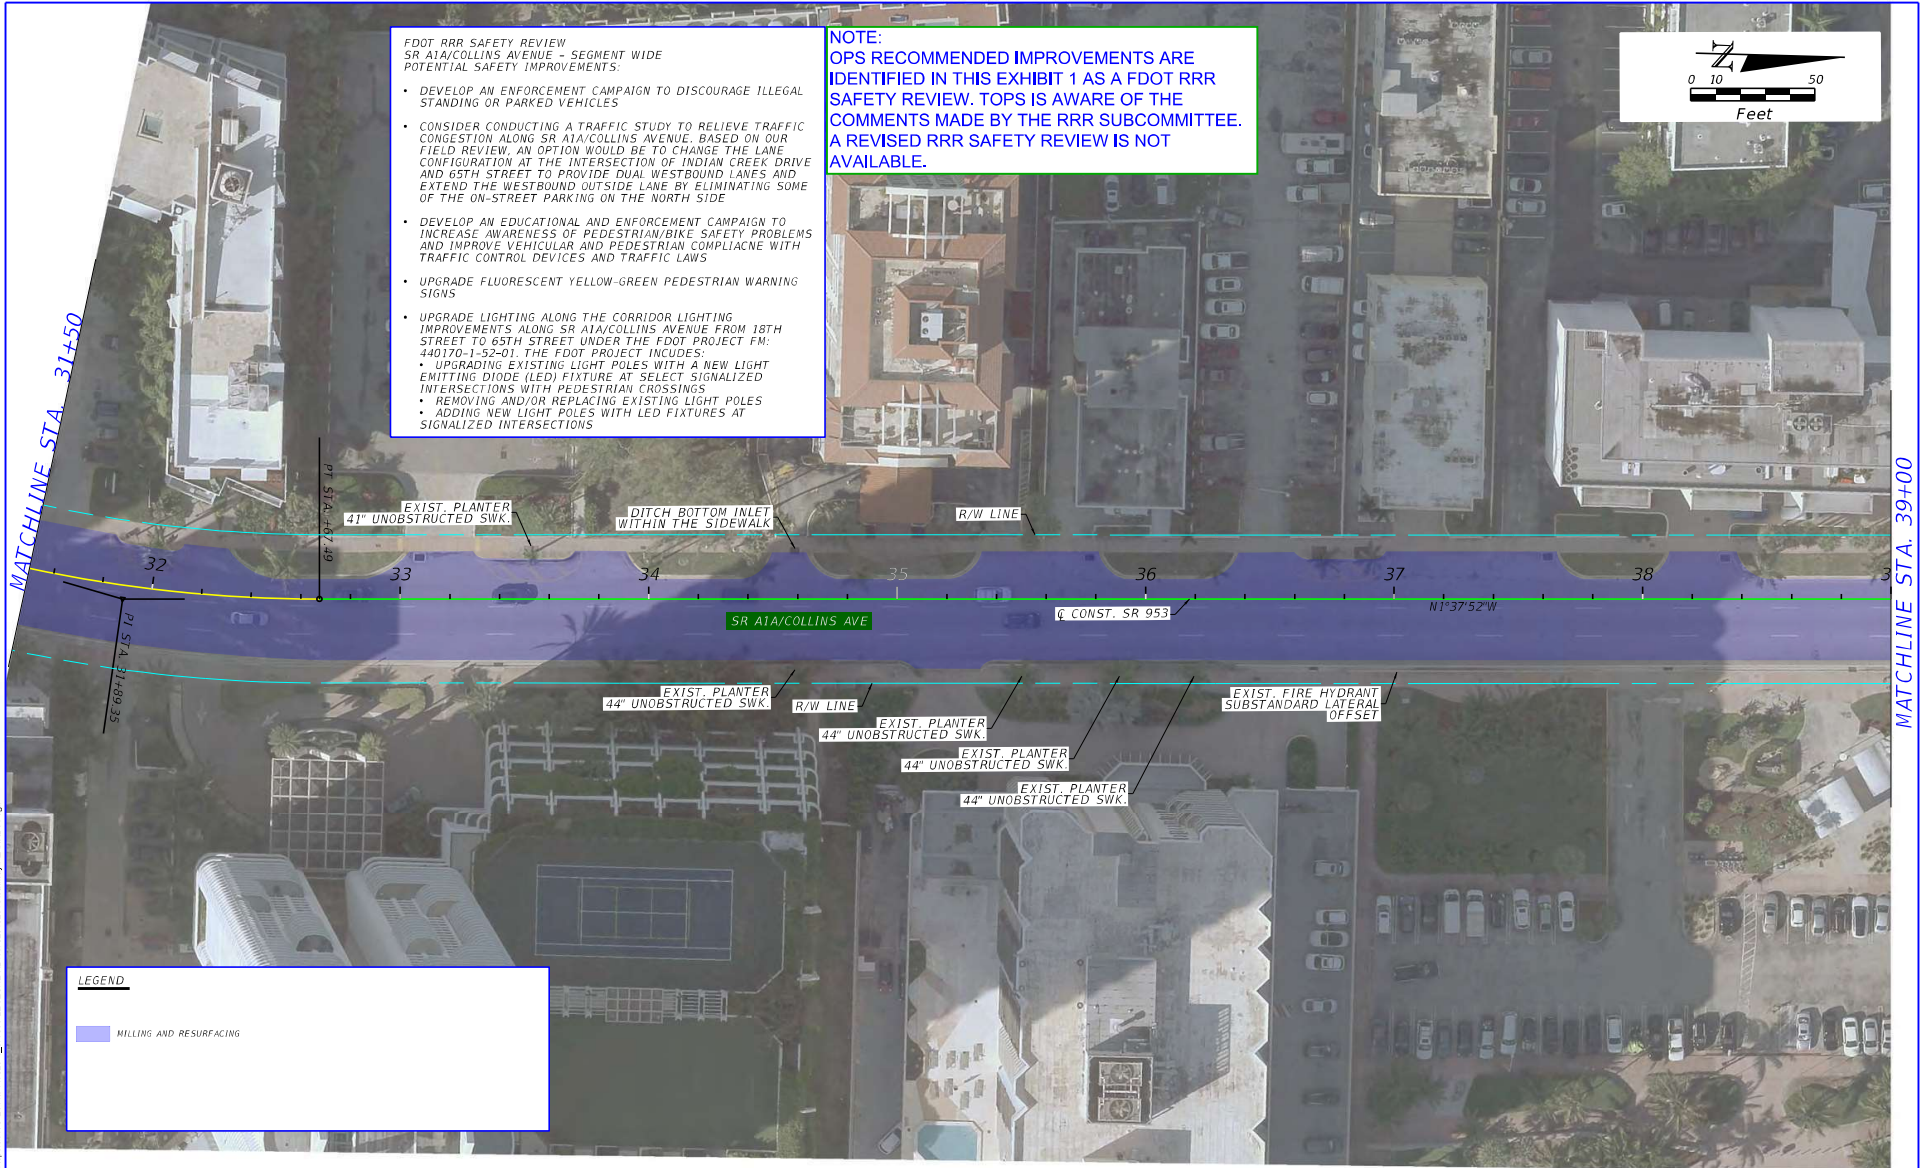 FDOT RRR SAFETY REVIEW
SR A1A/COLLINS AVENUE - SEGMENT WIDE
POTENTIAL SAFETY IMPROVEMENTS:
• DEVELOP AN ENFORCEMENT CAMPAIGN TO DISCOURAGE ILLEGAL
STANDING OR PARKED VEHICLES
• CONSIDER CONDUCTING A TRAFFIC STUDY TO RELIEVE TRAFFIC
CONGESTION ALONG SR A1A/COLLINS AVENUE. BASED ON OUR
FIELD REVIEW, AN OPTION WOULD BE TO CHANGE THE LANE
CONFIGURATION AT THE INTERSECTION OF INDIAN CREEK DRIVE
AND 65TH STREET TO PROVIDE DUAL WESTBOUND LANES AND
EXTEND THE WESTBOUND OUTSIDE LANE BY ELIMINATING SOME
OF THE ON-STREET PARKING ON THE NORTH SIDE
• DEVELOP AN EDUCATIONAL AND ENFORCEMENT CAMPAIGN TO
INCREASE AWARENESS OF PEDESTRIAN/BIKE SAFETY PROBLEMS
AND IMPROVE VEHICULAR AND PEDESTRIAN COMPLIACNE WITH
TRAFFIC CONTROL DEVICES AND TRAFFIC LAWS
• UPGRADE FLUORESCENT YELLOW-GREEN PEDESTRIAN WARNING
SIGNS
• UPGRADE LIGHTING ALONG THE CORRIDOR LIGHTING
IMPROVEMENTS ALONG SR A1A/COLLINS AVENUE FROM 18TH
STREET TO 65TH STREET UNDER THE FDOT PROJECT FM:
440170-1-52-01. THE FDOT PROJECT INCUDES:
• UPGRADING EXISTING LIGHT POLES WITH A NEW LIGHT
EMITTING DIODE (LED) FIXTURE AT SELECT SIGNALIZED
INTERSECTIONS WITH PEDESTRIAN CROSSINGS
• REMOVING AND/OR REPLACING EXISTING LIGHT POLES
• ADDING NEW LIGHT POLES WITH LED FIXTURES AT
SIGNALIZED INTERSECTIONS
NOTE:
OPS RECOMMENDED IMPROVEMENTS ARE
IDENTIFIED IN THIS EXHIBIT 1 AS A FDOT RRR
SAFETY REVIEW. TOPS IS AWARE OF THE
COMMENTS MADE BY THE RRR SUBCOMMITTEE.
A REVISED RRR SAFETY REVIEW IS NOT
AVAILABLE.
N
0 10 50
Feet
MATCHLINE STA. 31+50
PT STA. +67.49
EXIST. PLANTER
41" UNOBSTRUCTED SWK.
DITCH BOTTOM INLET
WITHIN THE SIDEWALK
R/W LINE
32 33 34 35 36 37 38 3
SR A1A/COLLINS AVE
℄ CONST. SR 953
N1°37'52"W
MATCHLINE STA. 39+00
PI STA. 31+89.35
EXIST. PLANTER
44" UNOBSTRUCTED SWK.
R/W LINE
EXIST. PLANTER
44" UNOBSTRUCTED SWK.
EXIST. PLANTER
44" UNOBSTRUCTED SWK.
EXIST. PLANTER
44" UNOBSTRUCTED SWK.
EXIST. FIRE HYDRANT
SUBSTANDARD LATERAL
OFFSET
LEGEND
MILLING AND RESURFACING